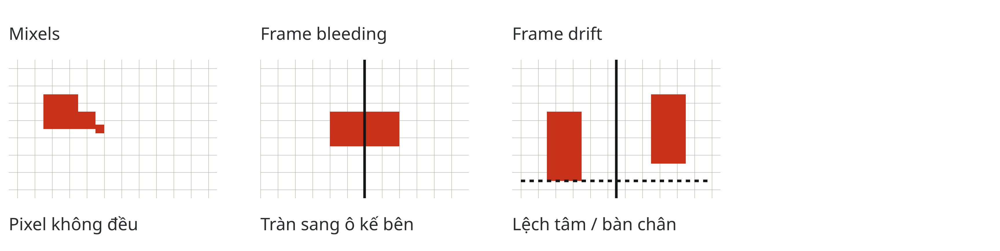 Mixels
Frame bleeding
Frame drift
Pixel không đều
Tràn sang ô kế bên
Lệch tâm / bàn chân